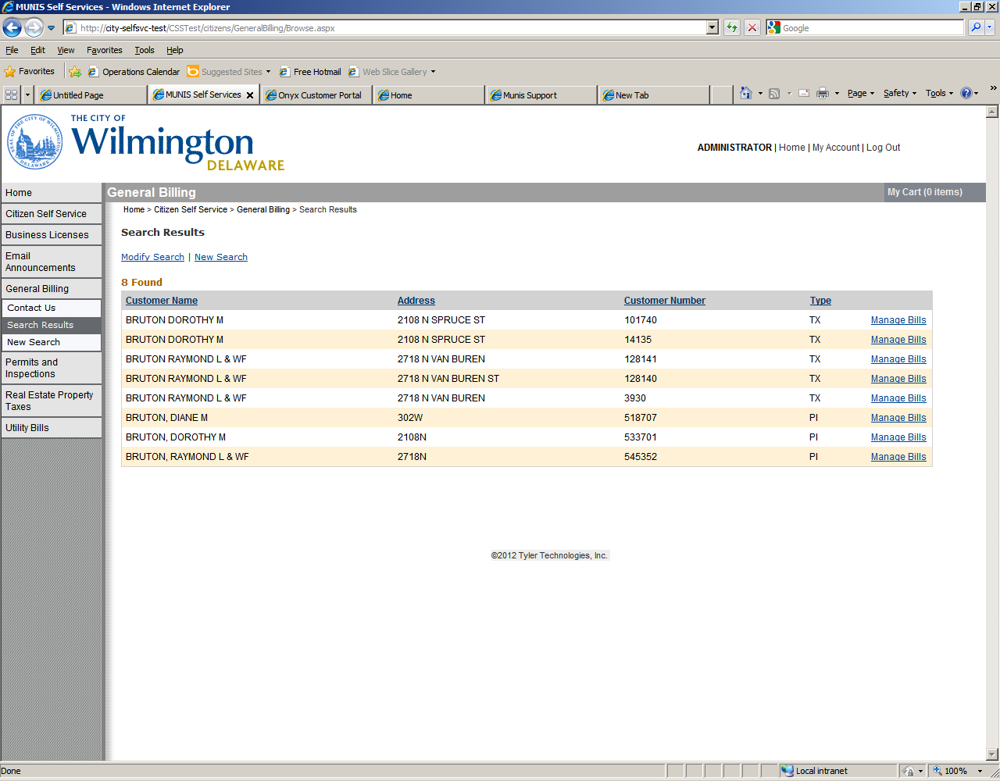 MUNIS Self Services - Windows Internet Explorer
http://city-selfsvc-test/CSSTest/citizens/GeneralBilling/Browse.aspx
Google
File Edit View Favorites Tools Help
Favorites Operations Calendar Suggested Sites Free Hotmail Web Slice Gallery
Untitled Page MUNIS Self Services Onyx Customer Portal Home Munis Support New Tab Page Safety Tools »
THE CITY OF
Wilmington
DELAWARE
ADMINISTRATOR | Home | My Account | Log Out
Home
Citizen Self Service
Business Licenses
Email
Announcements
General Billing
Contact Us
Search Results
New Search
Permits and
Inspections
Real Estate Property
Taxes
Utility Bills
General Billing
My Cart (0 items)
Home > Citizen Self Service > General Billing > Search Results
Search Results
Modify Search | New Search
8 Found
Customer Name Address Customer Number Type
BRUTON DOROTHY M 2108 N SPRUCE ST 101740 TX Manage Bills
BRUTON DOROTHY M 2108 N SPRUCE ST 14135 TX Manage Bills
BRUTON RAYMOND L & WF 2718 N VAN BUREN 128141 TX Manage Bills
BRUTON RAYMOND L & WF 2718 N VAN BUREN ST 128140 TX Manage Bills
BRUTON RAYMOND L & WF 2718 N VAN BUREN 3930 TX Manage Bills
BRUTON, DIANE M 302W 518707 PI Manage Bills
BRUTON, DOROTHY M 2108N 533701 PI Manage Bills
BRUTON, RAYMOND L & WF 2718N 545352 PI Manage Bills
©2012 Tyler Technologies, Inc.
Done
Local intranet
100%